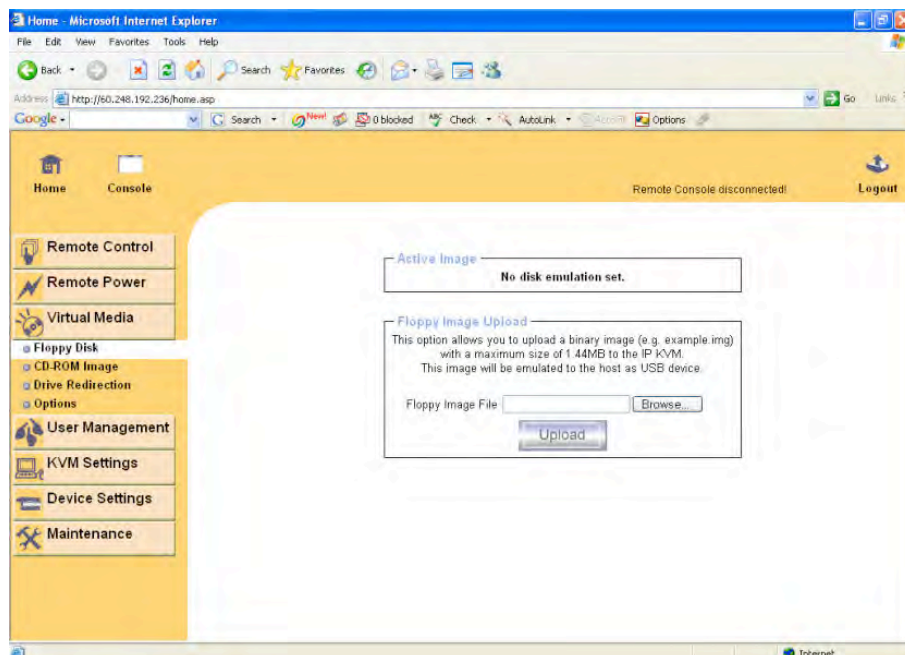 Home - Microsoft Internet Explorer
File Edit View Favorites Tools Help
Back Search Favorites
Address http://60.248.192.236/home.asp Go Links
Google Search New! 0 blocked Check AutoLink Options
Home Console Remote Console disconnected! Logout
Remote Control
Remote Power
Virtual Media
Floppy Disk
CD-ROM Image
Drive Redirection
Options
User Management
KVM Settings
Device Settings
Maintenance
Active Image
No disk emulation set.
Floppy Image Upload
This option allows you to upload a binary image (e.g. example.img)
with a maximum size of 1.44MB to the IP KVM.
This image will be emulated to the host as USB device.
Floppy Image File Browse...
Upload
Internet